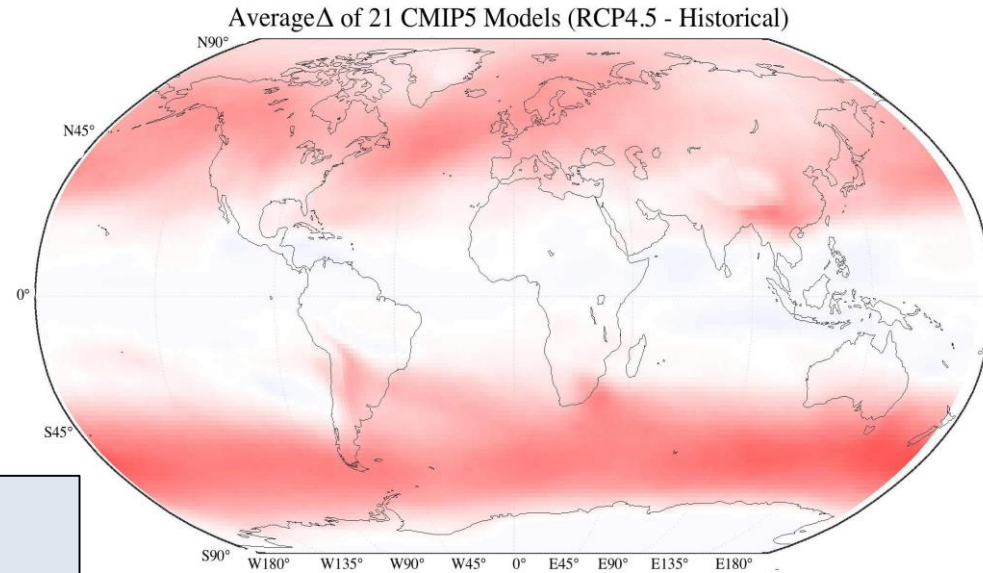 AverageΔ of 21 CMIP5 Models (RCP4.5 - Historical)
N90°
N45°
0°
S45°
S90°
W180° W135° W90° W45° 0° E45° E90° E135° E180°